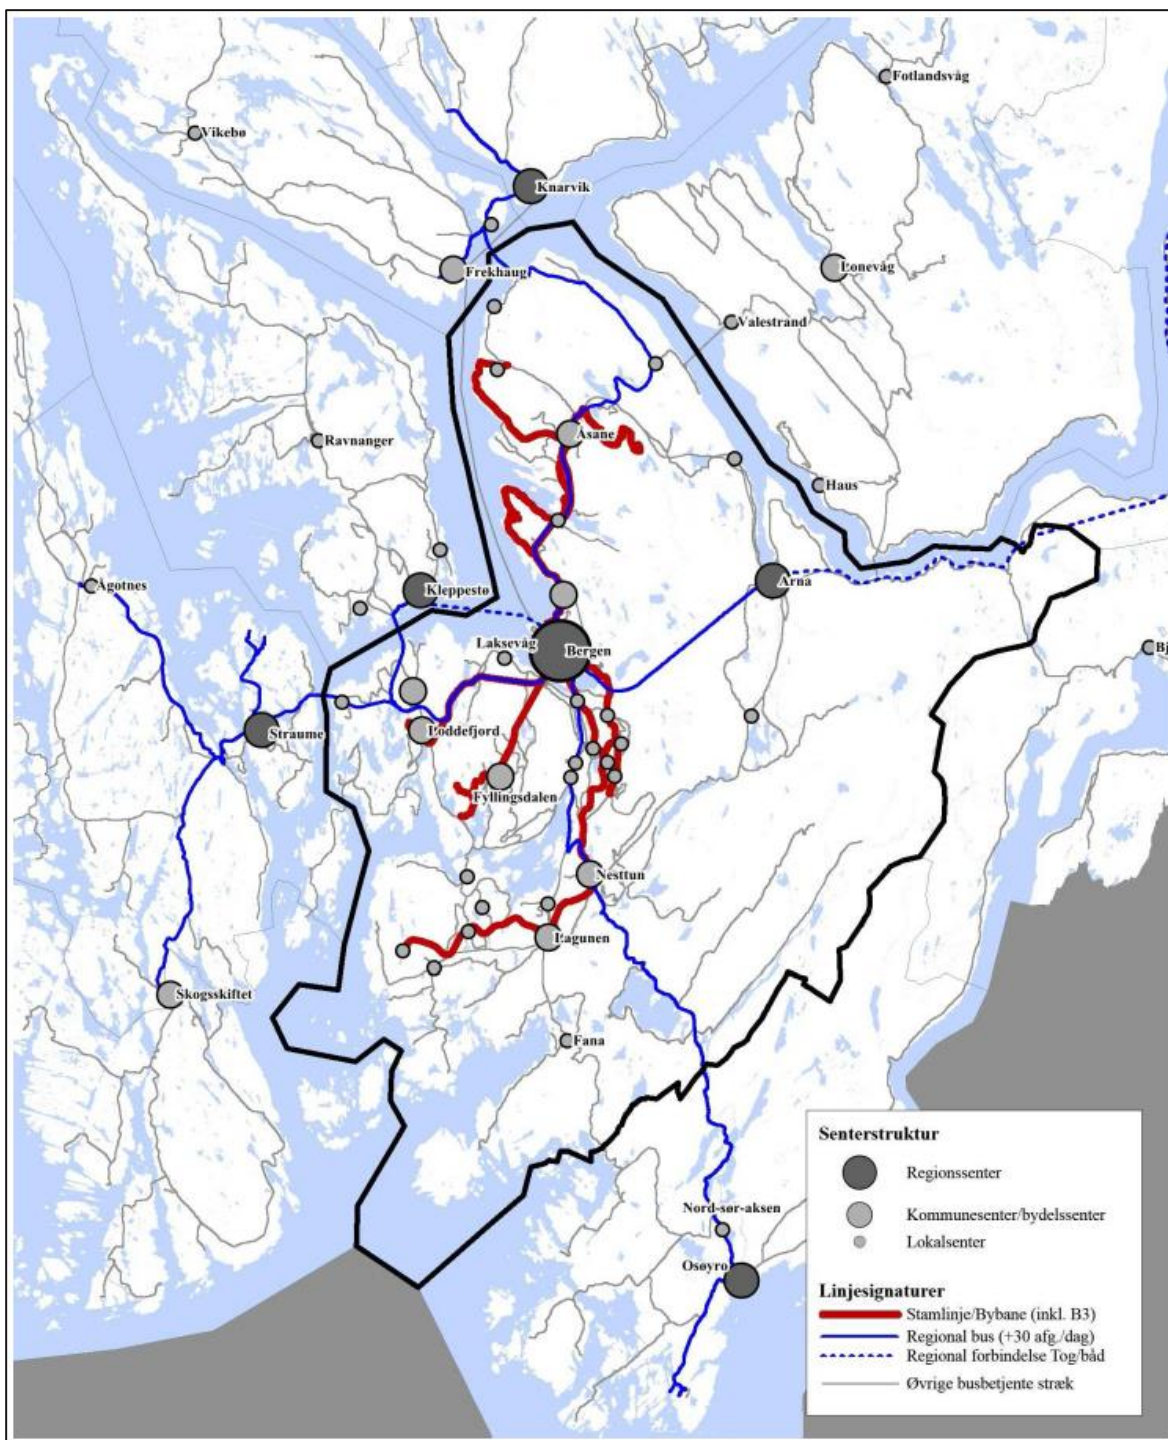 Fotlandsvåg
Vikebø
Knarvik
Frekhaug
Lonevåg
Valestrand
Ravnanger
Åsane
Haus
Ågotnes
Kleppestø
Arna
Laksevåg
Bergen
Bj
Straume
Loddefjord
Fyllingsdalen
Nesttun
Lagunen
Skogsskiftet
Fana
Nord-sør-aksen
Osøyro
Senterstruktur
Regionssenter
Kommunesenter/bydelssenter
Lokalsenter
Linjesignaturer
Stamlinje/Bybane (inkl. B3)
Regional bus (+30 afg./dag)
Regional forbindelse Tog/båd
Øvrige busbetjente stræk